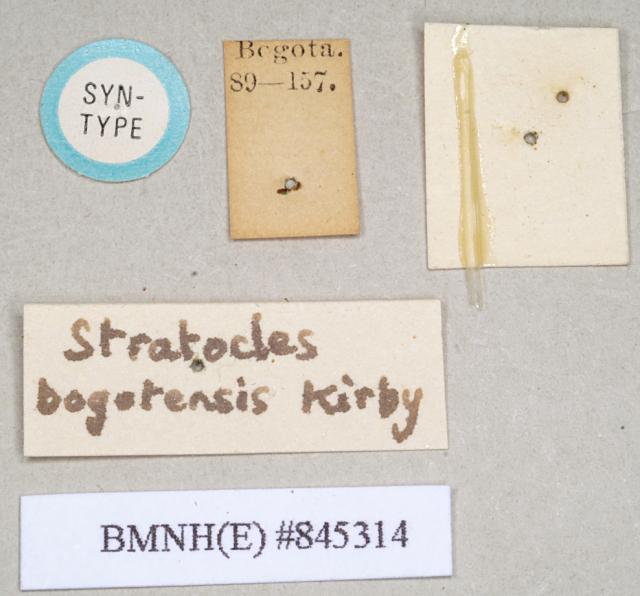 SYN-
TYPE
Bogota.
89—157.
Stratocles
bogotensis Kirby
BMNH(E) #845314